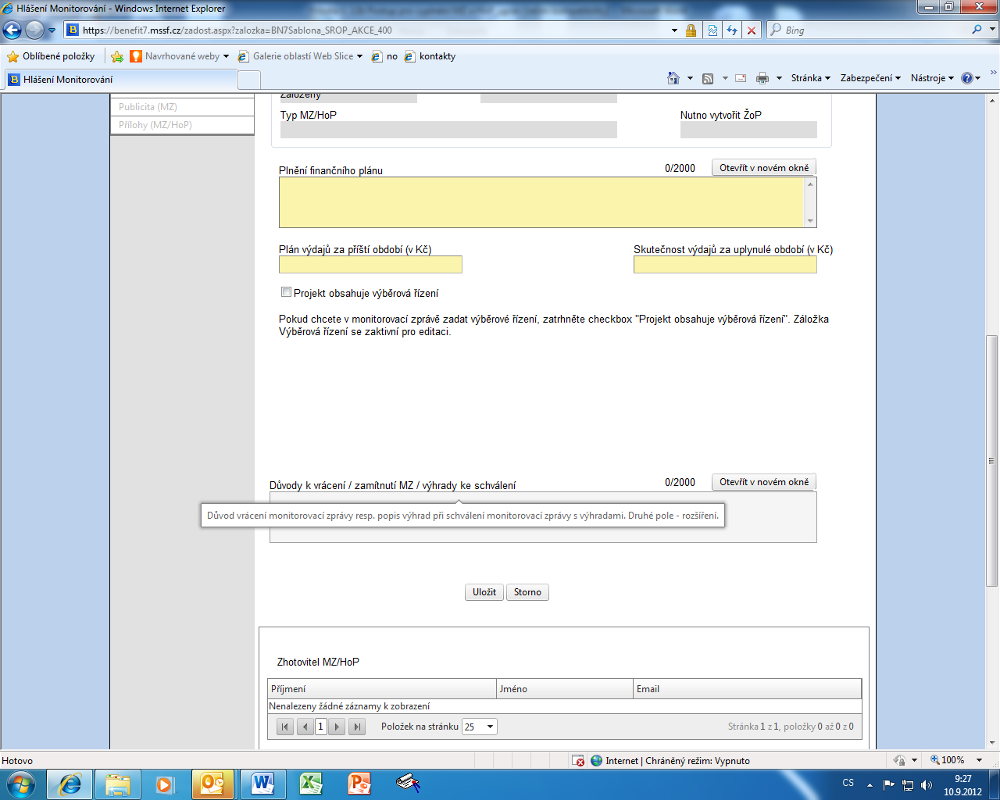 Hlášení Monitorování - Windows Internet Explorer
https://benefit7.mssf.cz/zadost.aspx?zalozka=BN7Sablona_SROP_AKCE_400
Bing
Oblíbené položky
Navrhované weby
Galerie oblastí Web Slice
no
kontakty
Hlášení Monitorování
Stránka
Zabezpečení
Nástroje
Publicita (MZ)
Přílohy (MZ/HoP)
Založeny
Typ MZ/HoP
Nutno vytvořit ŽoP
Plnění finančního plánu
0/2000
Otevřít v novém okně
Plán výdajů za příští období (v Kč)
Skutečnost výdajů za uplynulé období (v Kč)
Projekt obsahuje výběrová řízení
Pokud chcete v monitorovací zprávě zadat výběrové řízení, zatrhněte checkbox "Projekt obsahuje výběrová řízení". Záložka
Výběrová řízení se zaktivní pro editaci.
Důvody k vrácení / zamítnutí MZ / výhrady ke schválení
0/2000
Otevřít v novém okně
Důvod vrácení monitorovací zprávy resp. popis výhrad při schválení monitorovací zprávy s výhradami. Druhé pole - rozšíření.
Uložit
Storno
Zhotovitel MZ/HoP
Příjmení
Jméno
Email
Nenalezeny žádné záznamy k zobrazení
1
Položek na stránku
25
Stránka 1 z 1, položky 0 až 0 z 0
Hotovo
Internet | Chráněný režim: Vypnuto
100%
CS
9:27
10.9.2012